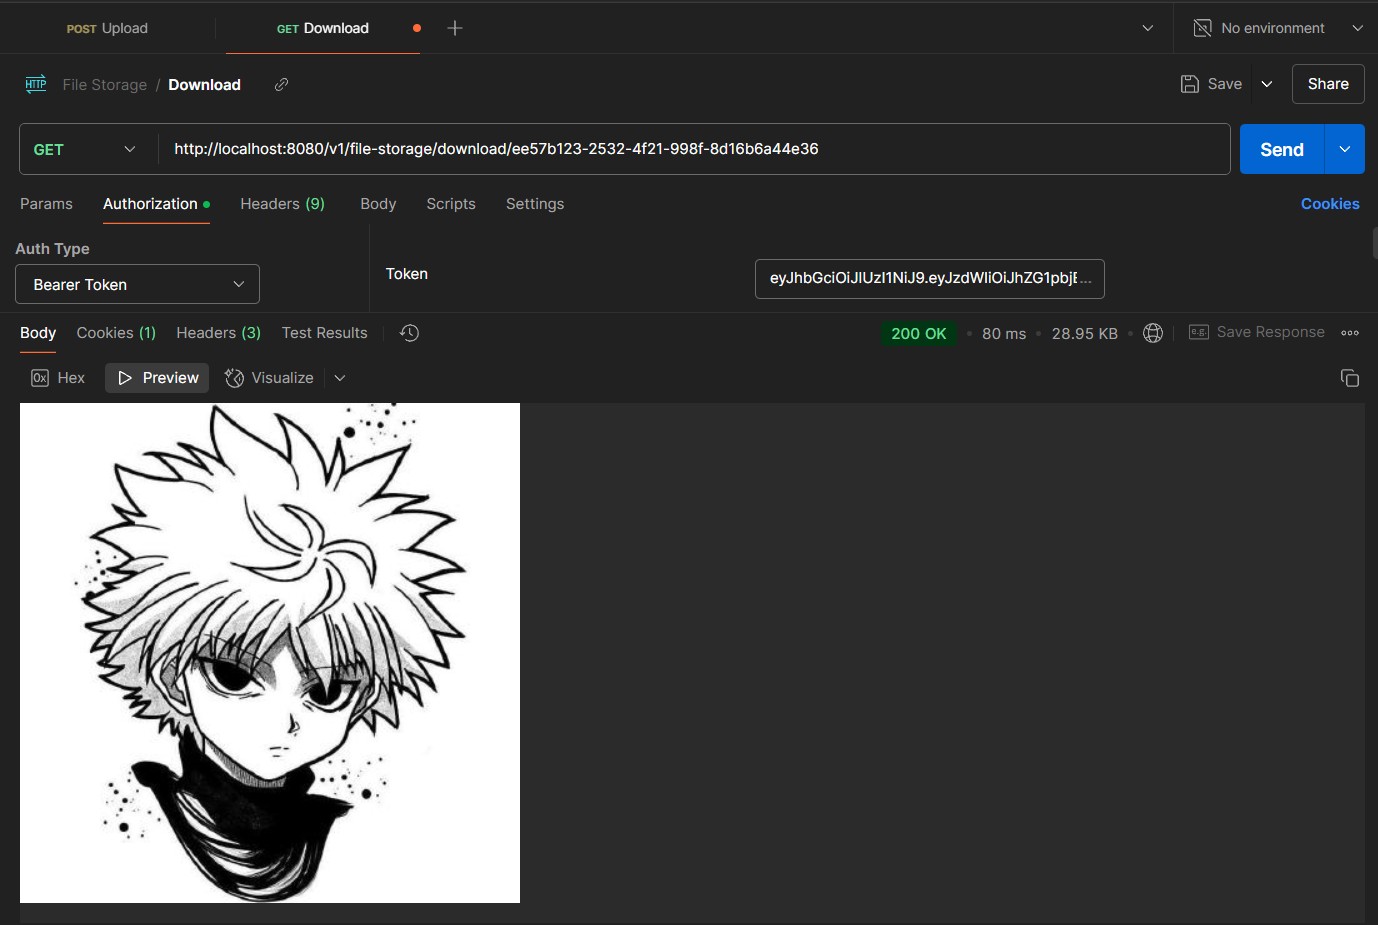 POST Upload
GET Download
No environment
HTTP File Storage / Download
Save
Share
GET
http://localhost:8080/v1/file-storage/download/ee57b123-2532-4f21-998f-8d16b6a44e36
Send
Params Authorization Headers (9) Body Scripts Settings
Cookies
Auth Type
Bearer Token
Token
eyJhbGciOiJIUzI1NiJ9.eyJzdWIiOiJhZG1pbjE...
Body Cookies (1) Headers (3) Test Results
200 OK • 80 ms • 28.95 KB •
e.g. Save Response
0x Hex
Preview
Visualize